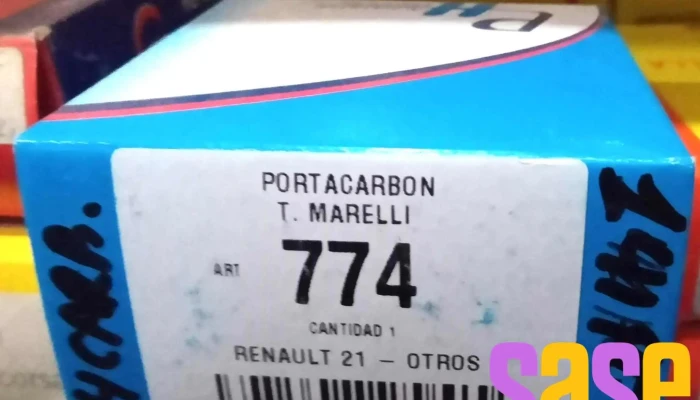 PORTACARBON
T. MARELLI
ART 774
CANTIDAD 1
RENAULT 21 - OTROS
sase